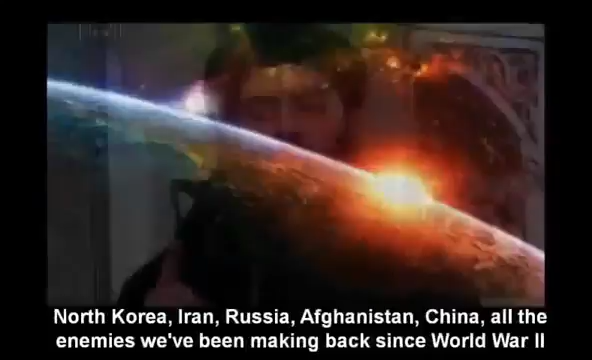 North Korea, Iran, Russia, Afghanistan, China, all the
enemies we've been making back since World War II